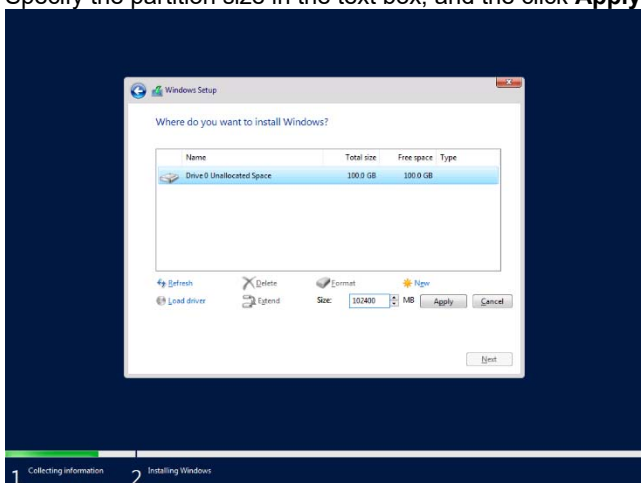 Specify the partition size in the text box, and the click Apply
Windows Setup
Where do you want to install Windows?
Name Total size Free space Type
Drive 0 Unallocated Space 100.0 GB 100.0 GB
Refresh Delete Format New
Load driver Extend Size: 102400 MB Apply Cancel
Next
1 Collecting information 2 Installing Windows